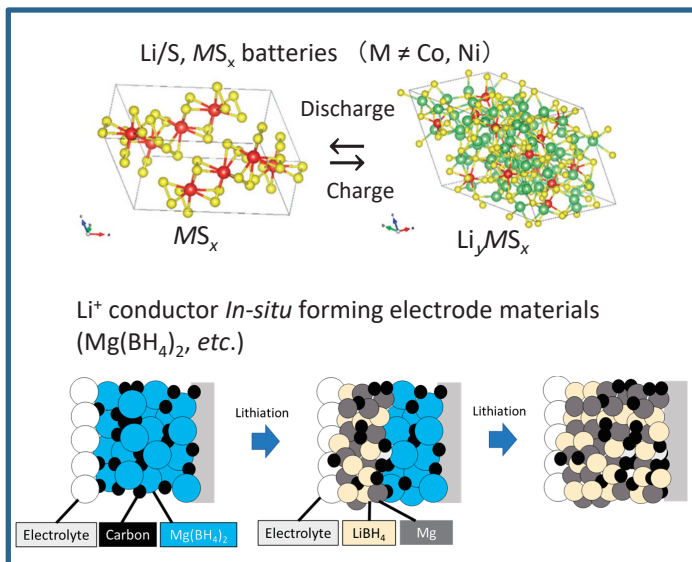 Li/S, MSₓ batteries （M ≠ Co, Ni）
Discharge
Charge
MSₓ
LiᵧMSₓ
Li⁺ conductor In-situ forming electrode materials
(Mg(BH₄)₂, etc.)
Lithiation
Lithiation
Electrolyte
Carbon
Mg(BH₄)₂
Electrolyte
LiBH₄
Mg